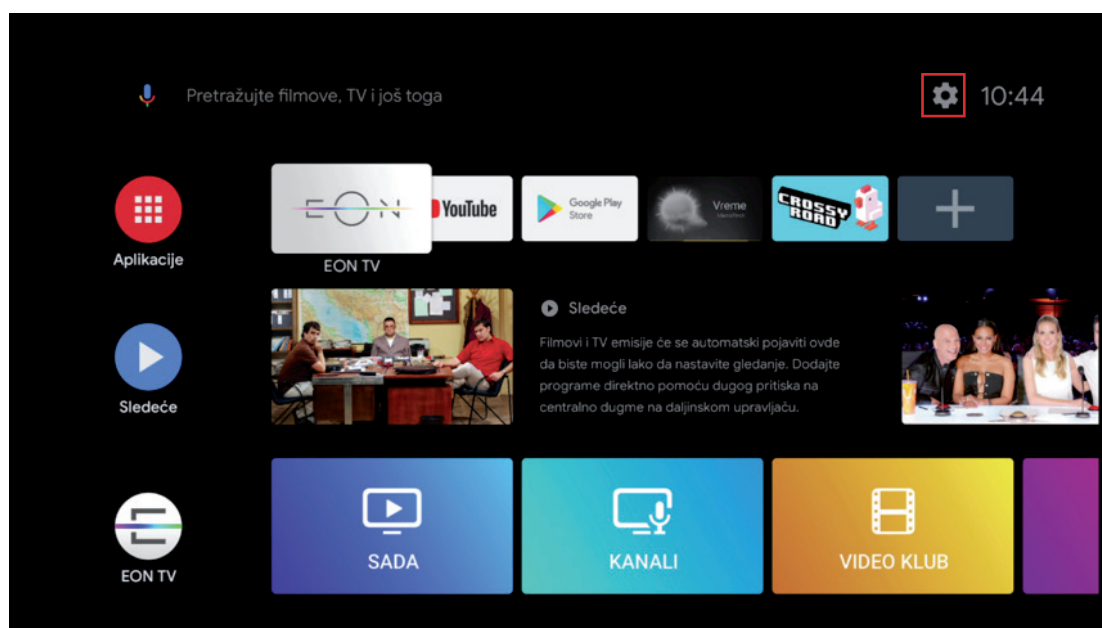 Pretražujte filmove, TV i još toga
10:44
EON
YouTube
Google Play
Store
Vreme
CROSSY
ROAD
Aplikacije
EON TV
Sledeće
Filmovi i TV emisije će se automatski pojaviti ovde
da biste mogli lako da nastavite gledanje. Dodajte
programe direktno pomoću dugog pritiska na
centralno dugme na daljinskom upravljaču.
Sledeće
SADA
KANALI
VIDEO KLUB
EON TV